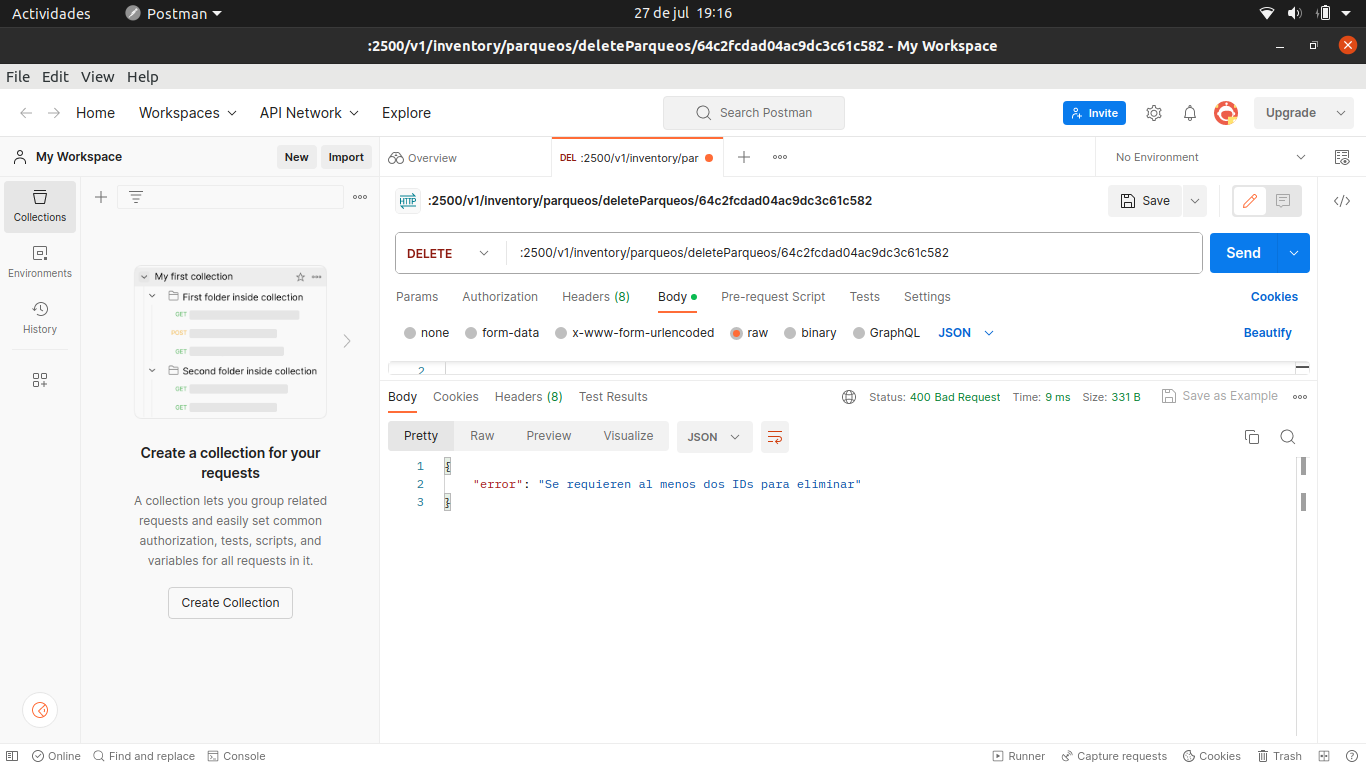 Actividades Postman 27 de jul 19:16
:2500/v1/inventory/parqueos/deleteParqueos/64c2fcdad04ac9dc3c61c582 - My Workspace
File Edit View Help
Home Workspaces API Network Explore Search Postman Invite Upgrade
My Workspace New Import Overview DEL :2500/v1/inventory/par No Environment
Collections
Environments
History
My first collection
First folder inside collection
GET
POST
GET
Second folder inside collection
GET
GET
Create a collection for your
requests
A collection lets you group related
requests and easily set common
authorization, tests, scripts, and
variables for all requests in it.
Create Collection
HTTP :2500/v1/inventory/parqueos/deleteParqueos/64c2fcdad04ac9dc3c61c582 Save
DELETE :2500/v1/inventory/parqueos/deleteParqueos/64c2fcdad04ac9dc3c61c582 Send
Params Authorization Headers (8) Body Pre-request Script Tests Settings Cookies
none form-data x-www-form-urlencoded raw binary GraphQL JSON Beautify
2
Body Cookies Headers (8) Test Results Status: 400 Bad Request Time: 9 ms Size: 331 B Save as Example
Pretty Raw Preview Visualize JSON
1 {
2 "error": "Se requieren al menos dos IDs para eliminar"
3 }
Online Find and replace Console Runner Capture requests Cookies Trash